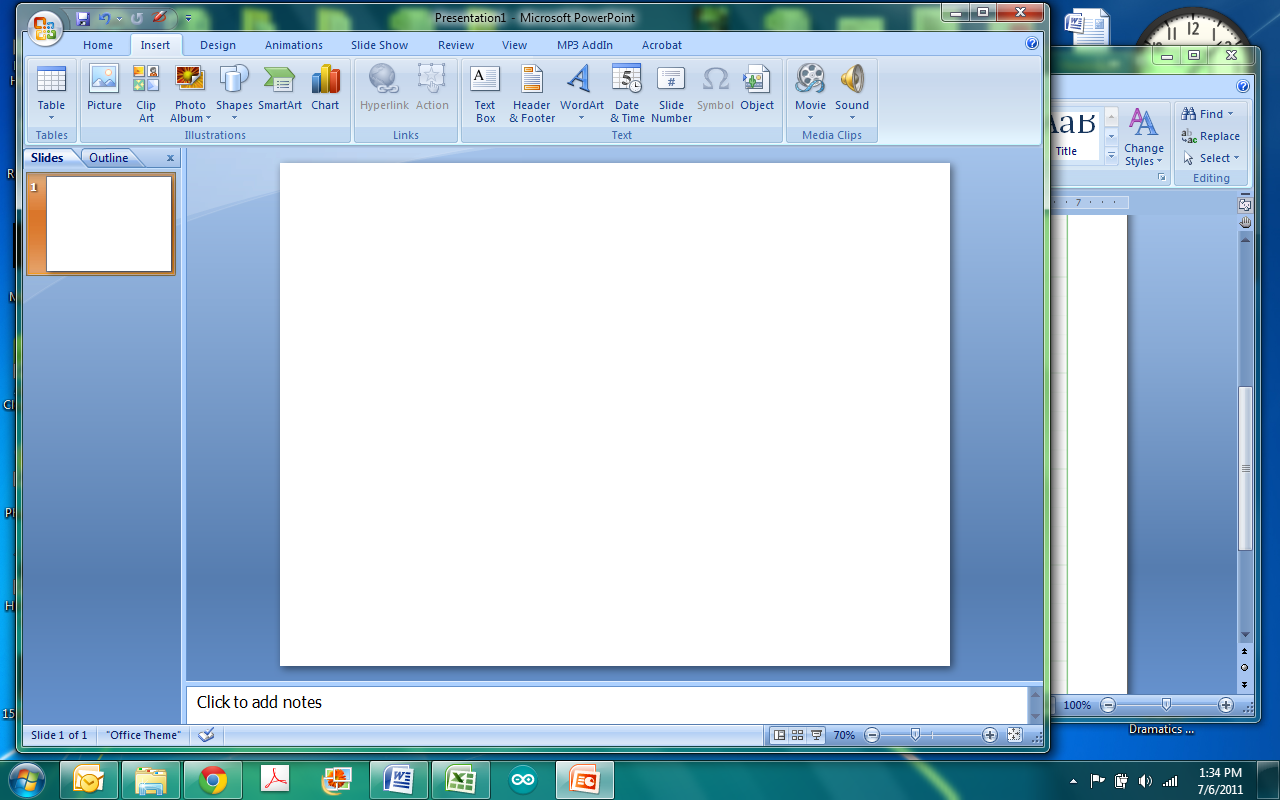 Presentation1 - Microsoft PowerPoint
Home Insert Design Animations Slide Show Review View MP3 AddIn Acrobat
Table Picture Clip Art Photo Album Shapes SmartArt Chart Hyperlink Action Text Box Header & Footer WordArt Date & Time Slide Number Symbol Object Movie Sound
Tables Illustrations Links Text Media Clips
Slides Outline
1
Click to add notes
Slide 1 of 1 "Office Theme" 70%
AaB
Title
Change Styles
Find
Replace
Select
Editing
7
100%
12
Dramatics ...
15
1:34 PM
7/6/2011